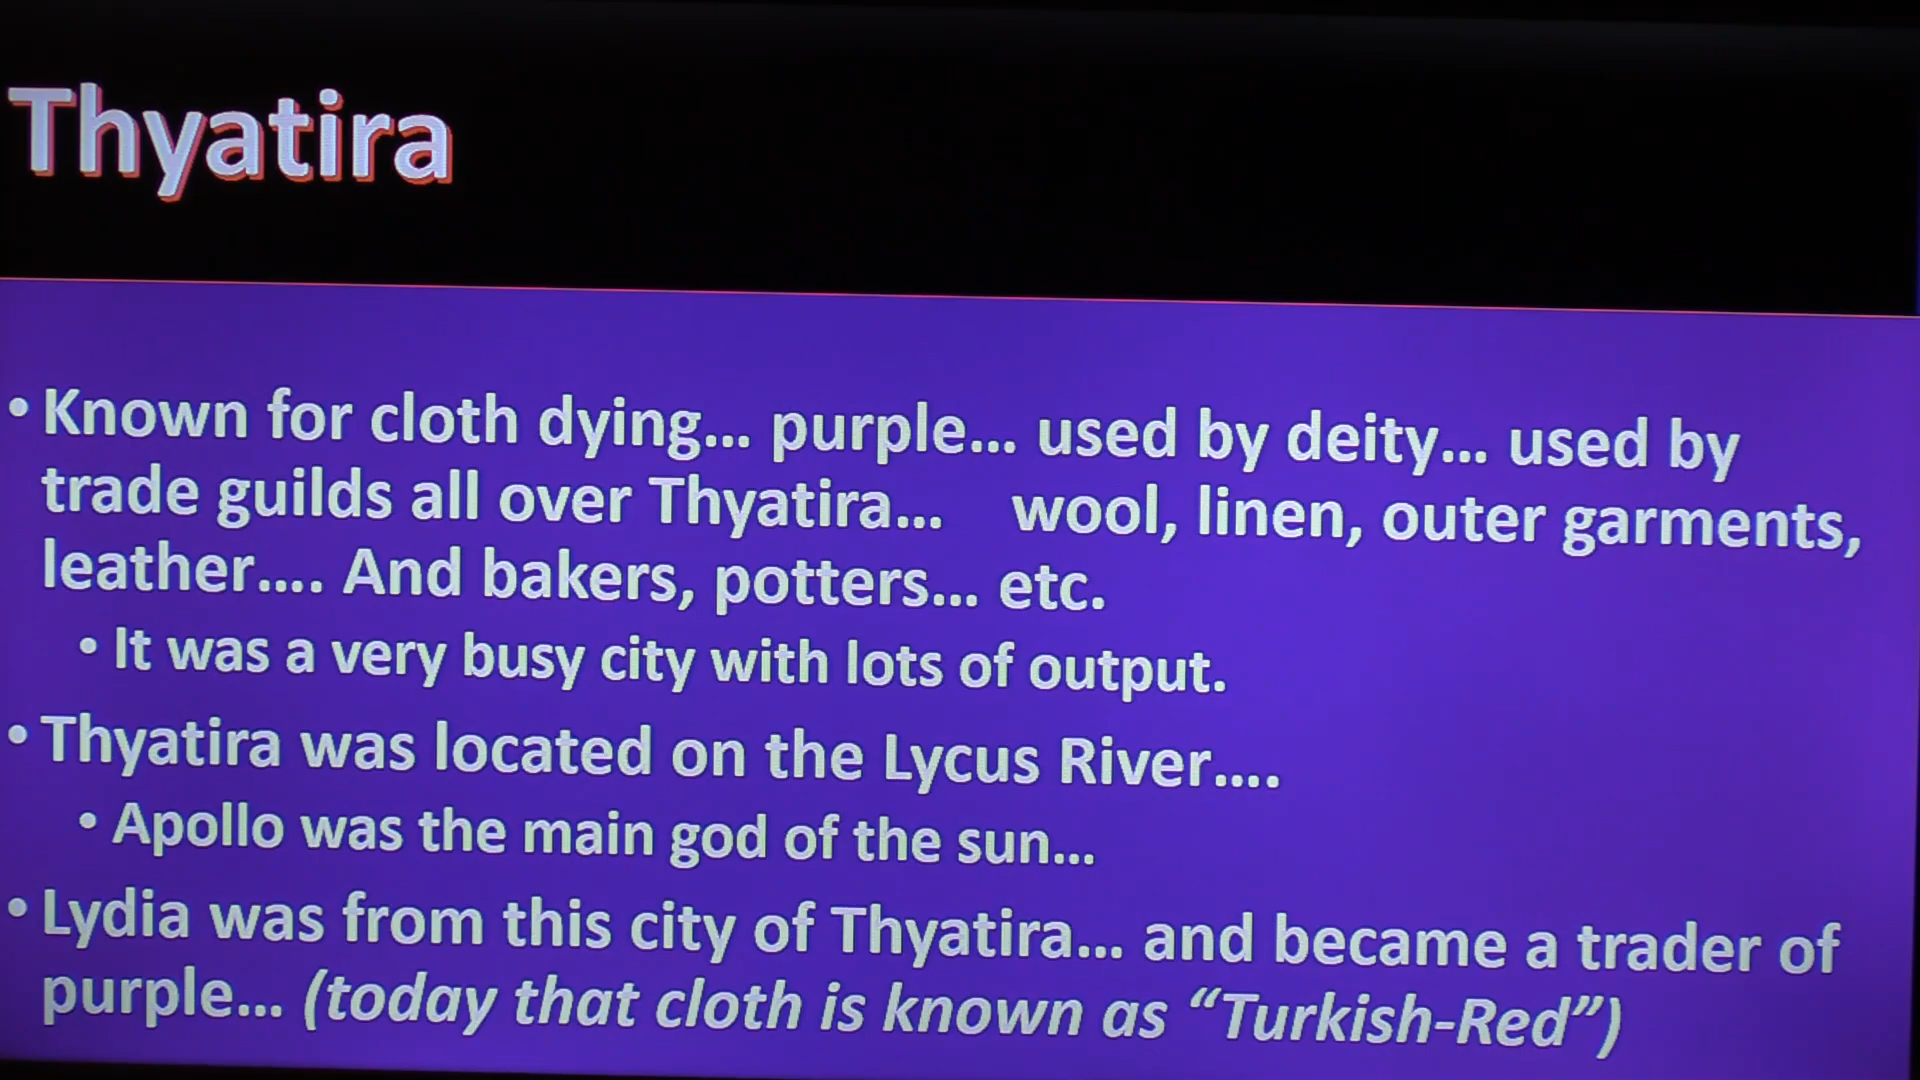 Thyatira
• Known for cloth dying... purple... used by deity... used by
trade guilds all over Thyatira... wool, linen, outer garments,
leather.... And bakers, potters... etc.
• It was a very busy city with lots of output.
• Thyatira was located on the Lycus River....
• Apollo was the main god of the sun...
• Lydia was from this city of Thyatira... and became a trader of
purple... (today that cloth is known as “Turkish-Red”)